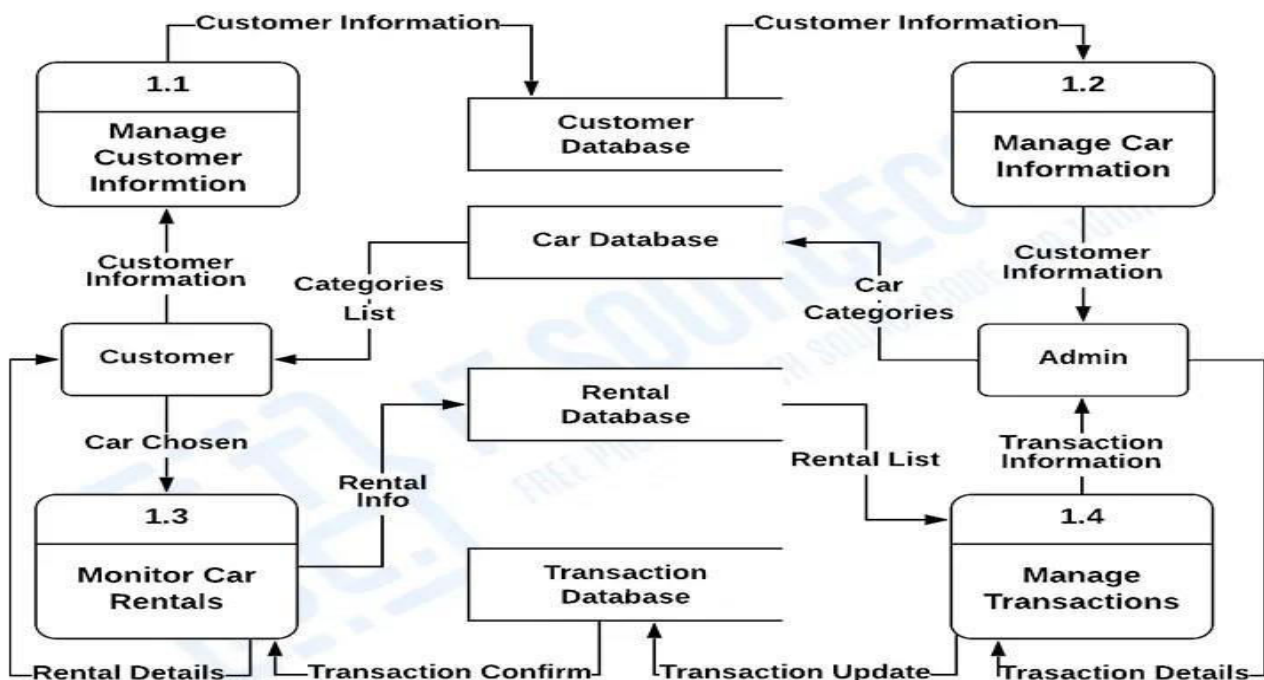 Customer Information
Customer Information
1.1
Manage
Customer
Informtion
Customer
Database
1.2
Manage Car
Information
Car Database
Customer
Information
Categories
List
Car
Categories
Customer
Information
Customer
Admin
Rental
Database
Car Chosen
Rental
Info
Rental List
Transaction
Information
1.3
Monitor Car
Rentals
Transaction
Database
1.4
Manage
Transactions
Rental Details
Transaction Confirm
Transaction Update
Trasaction Details